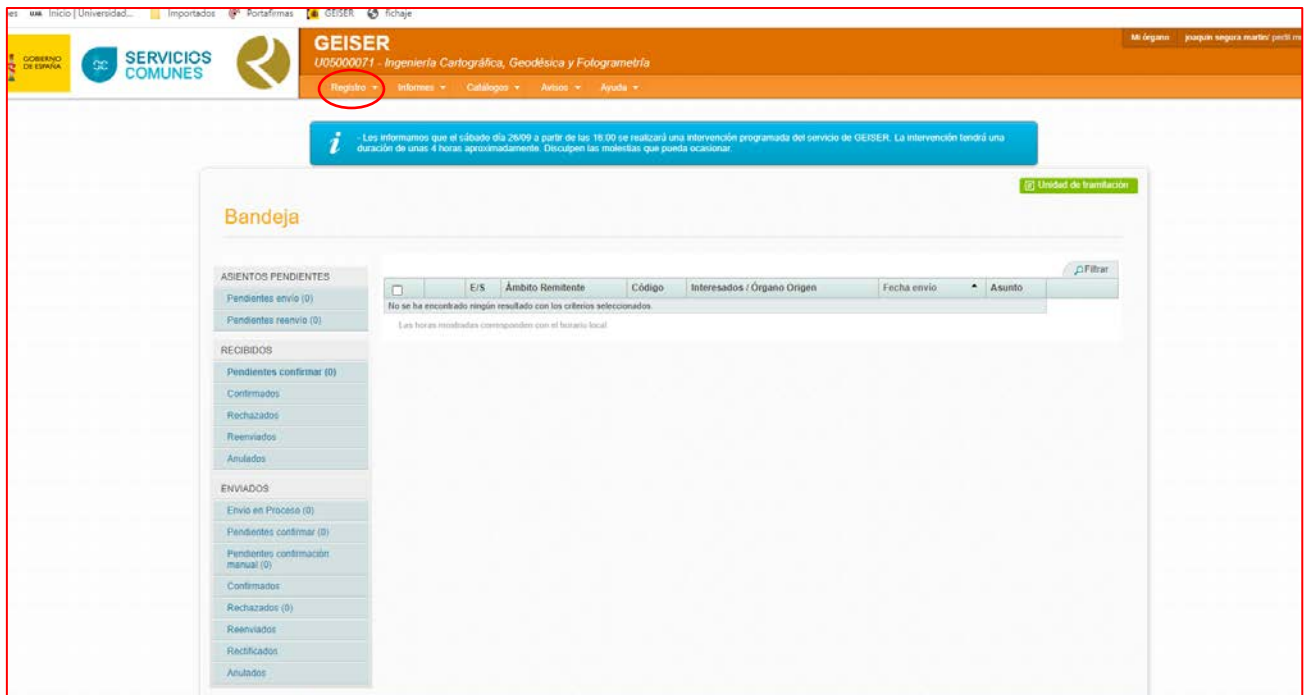 es UAH Inicio | Universidad... Importados Portafirmas GEISER fichaje
GOBIERNO
DE ESPAÑA
SERVICIOS
COMUNES
GEISER
U05000071 - Ingeniería Cartográfica, Geodésica y Fologrametría
Mi órgano joaquin segura martin/ perfil
Registro Informes Catálogos Avisos Ayuda
- Les informamos que el sábado día 26/09 a partir de las 16:00 se realizará una intervención programada del servicio de GEISER. La intervención tendrá una
duración de unas 4 horas aproximadamente. Disculpen las molestias que pueda ocasionar.
Unidad de tramitación
Bandeja
Filtrar
ASIENTOS PENDIENTES
Pendientes envío (0)
Pendientes reenvío (0)
E/S Ámbito Remitente Código Interesados / Órgano Origen Fecha envío Asunto
No se ha encontrado ningún resultado con los criterios seleccionados.
Las horas mostradas corresponden con el horario local
RECIBIDOS
Pendientes confirmar (0)
Confirmados
Rechazados
Reenviados
Anulados
ENVIADOS
Envío en Proceso (0)
Pendientes confirmar (0)
Pendientes confirmación
manual (0)
Confirmados
Rechazados (0)
Reenviados
Rectificados
Anulados